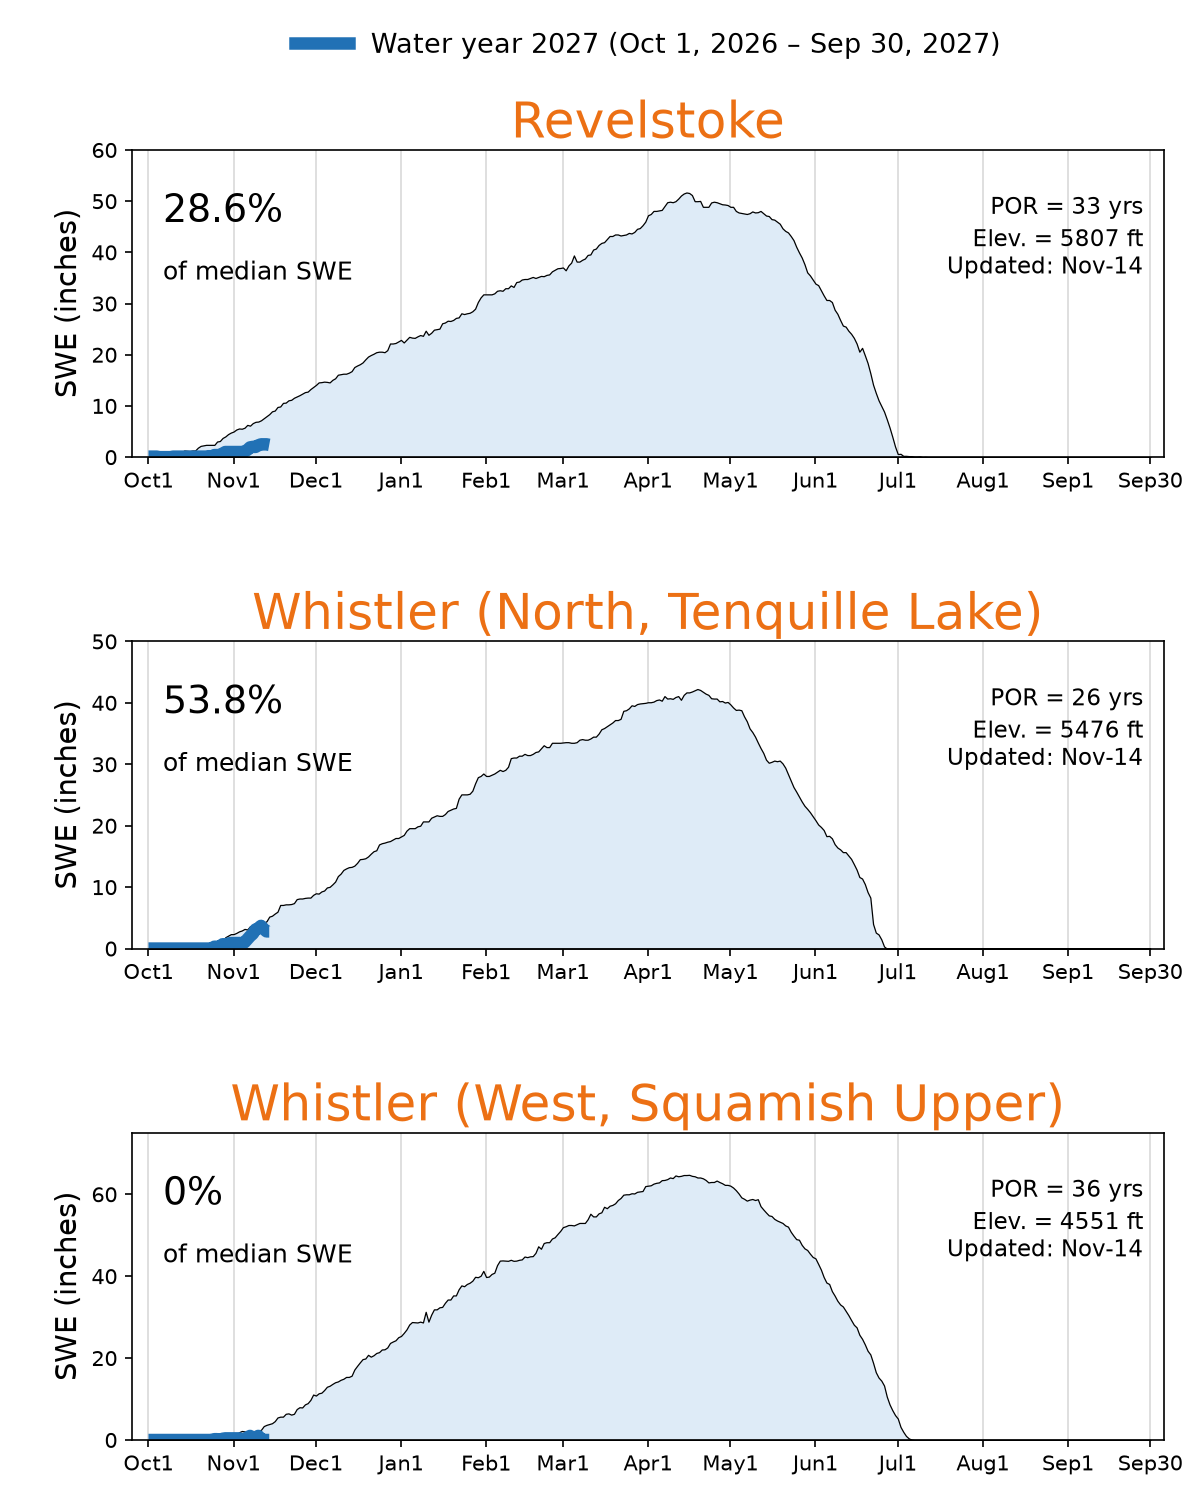 Water year 2027 (Oct 1, 2026 – Sep 30, 2027)
Revelstoke
60
50
40
30
20
10
0
SWE (inches)
28.6%
of median SWE
POR = 33 yrs
Elev. = 5807 ft
Updated: Nov-14
Oct1 Nov1 Dec1 Jan1 Feb1 Mar1 Apr1 May1 Jun1 Jul1 Aug1 Sep1 Sep30
Whistler (North, Tenquille Lake)
50
40
30
20
10
0
SWE (inches)
53.8%
of median SWE
POR = 26 yrs
Elev. = 5476 ft
Updated: Nov-14
Oct1 Nov1 Dec1 Jan1 Feb1 Mar1 Apr1 May1 Jun1 Jul1 Aug1 Sep1 Sep30
Whistler (West, Squamish Upper)
60
40
20
0
SWE (inches)
0%
of median SWE
POR = 36 yrs
Elev. = 4551 ft
Updated: Nov-14
Oct1 Nov1 Dec1 Jan1 Feb1 Mar1 Apr1 May1 Jun1 Jul1 Aug1 Sep1 Sep30